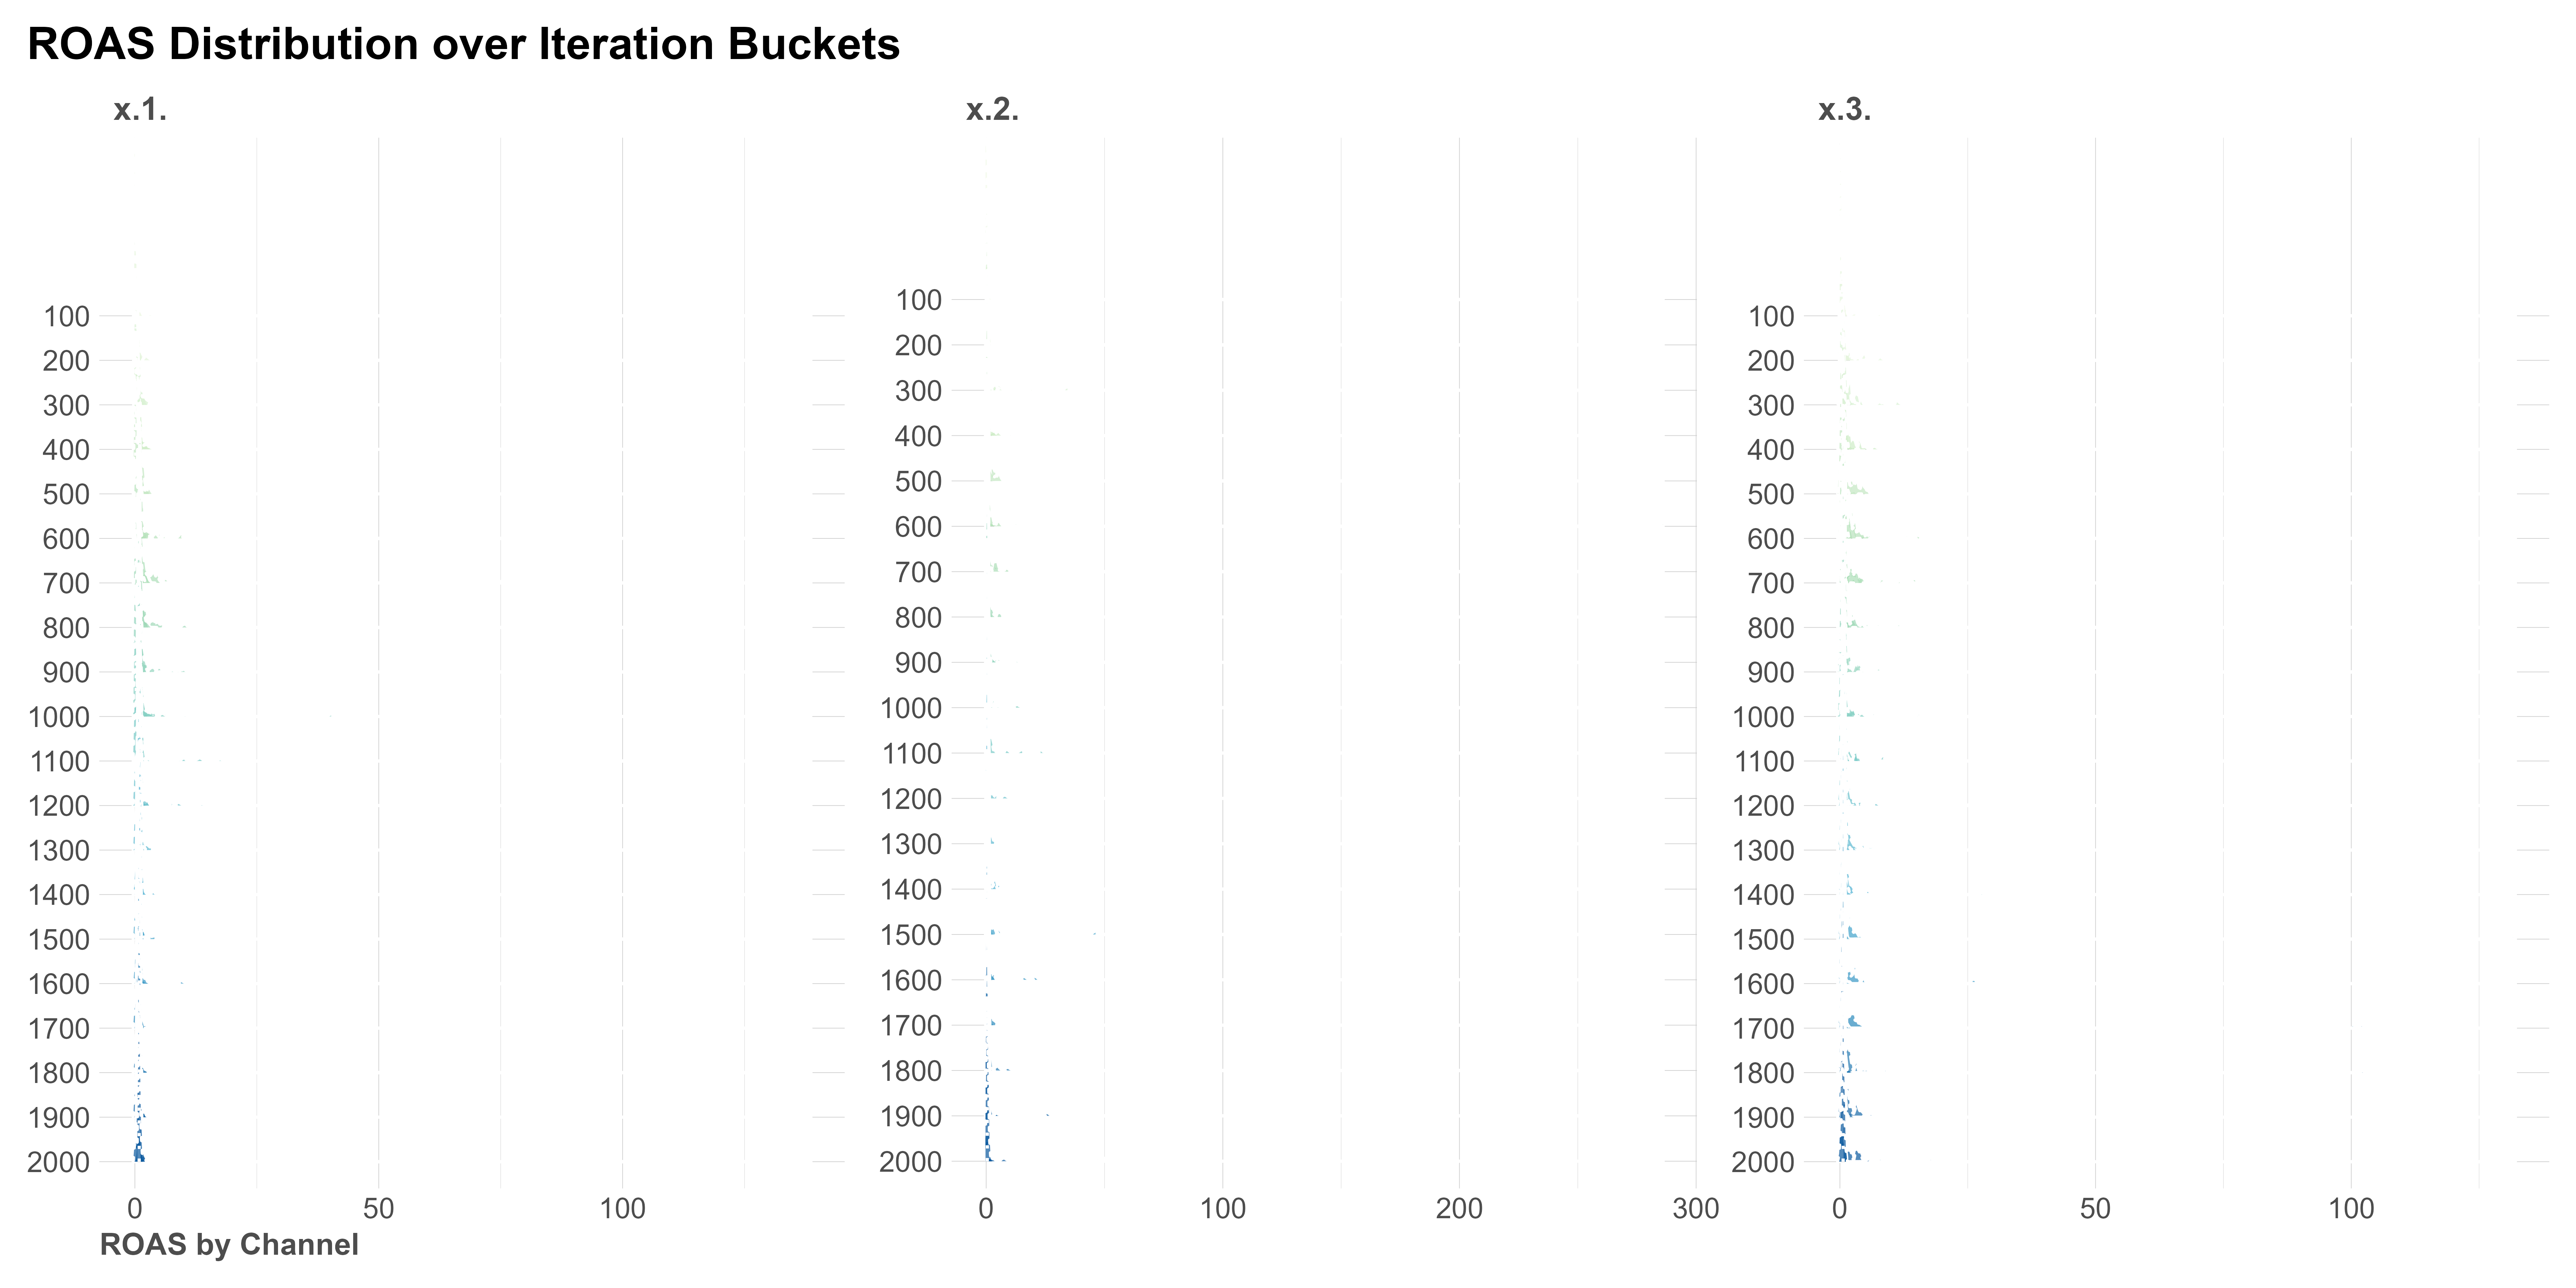 ROAS Distribution over Iteration Buckets
x.1. x.2. x.3.
100 100 100
200 200 200
300 300 300
400 400 400
500 500 500
600 600 600
700 700 700
800 800 800
900 900 900
1000 1000 1000
1100 1100 1100
1200 1200 1200
1300 1300 1300
1400 1400 1400
1500 1500 1500
1600 1600 1600
1700 1700 1700
1800 1800 1800
1900 1900 1900
2000 2000 2000
0 50 100 0 100 200 300 0 50 100
ROAS by Channel